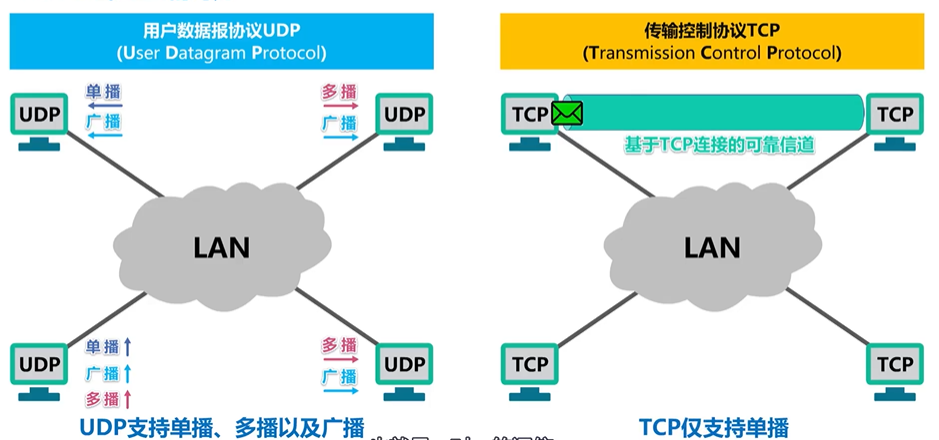 用户数据报协议UDP
(User Datagram Protocol)
传输控制协议TCP
(Transmission Control Protocol)
UDP
单播
广播
多播
广播
UDP
TCP
基于TCP连接的可靠信道
TCP
LAN
LAN
UDP
单播
广播
多播
多播
广播
UDP
TCP
TCP
UDP支持单播、多播以及广播
TCP仅支持单播